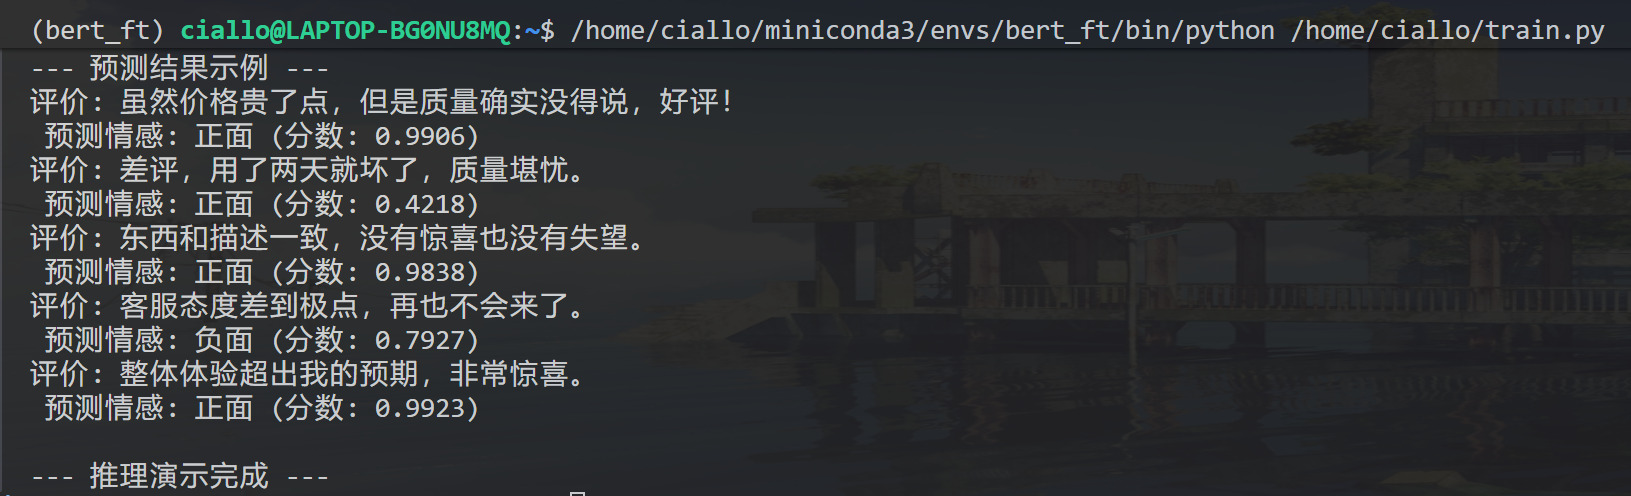 (bert_ft) ciallo@LAPTOP-BG0NU8MQ:~$ /home/ciallo/miniconda3/envs/bert_ft/bin/python /home/ciallo/train.py
--- 预测结果示例 ---
评价: 虽然价格贵了点，但是质量确实没得说，好评！
预测情感: 正面 (分数: 0.9906)
评价: 差评，用了两天就坏了，质量堪忧。
预测情感: 正面 (分数: 0.4218)
评价: 东西和描述一致，没有惊喜也没有失望。
预测情感: 正面 (分数: 0.9838)
评价: 客服态度差到极点，再也不会来了。
预测情感: 负面 (分数: 0.7927)
评价: 整体体验超出我的预期，非常惊喜。
预测情感: 正面 (分数: 0.9923)
--- 推理演示完成 ---